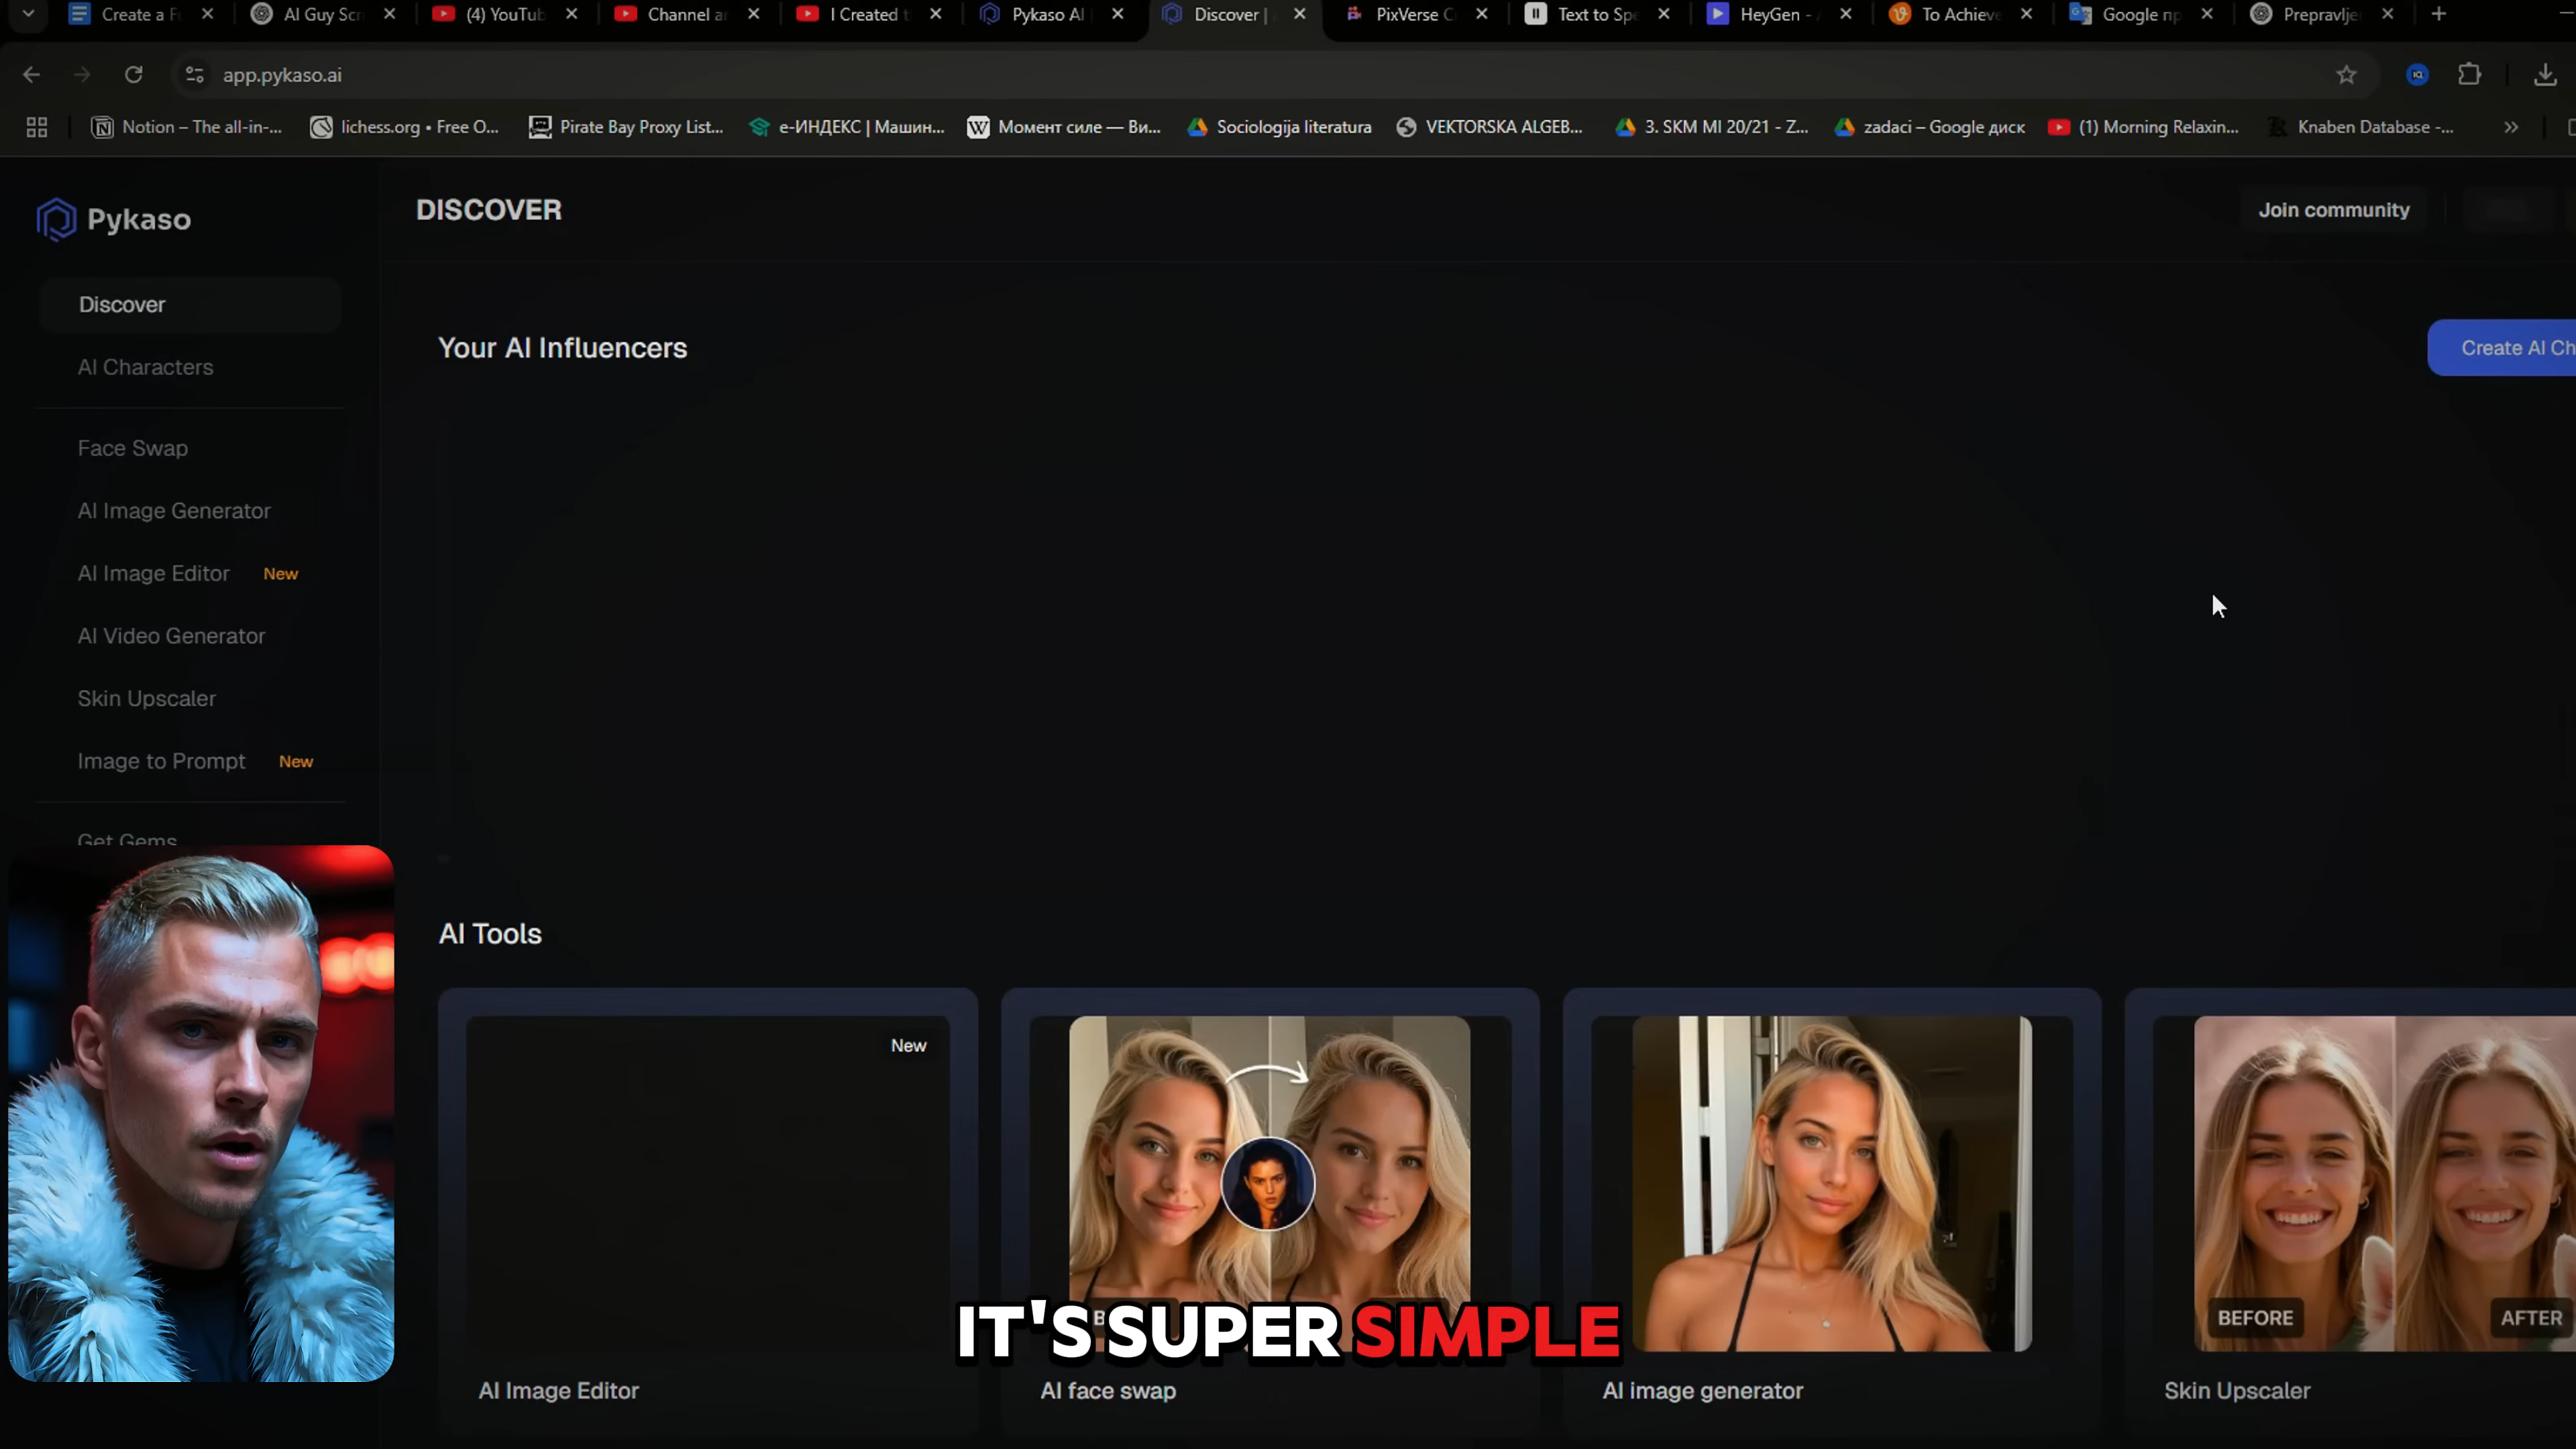 Create a F
AI Guy Scr
(4) YouTub
Channel a
I Created t
Pykaso AI
Discover |
PixVerse C
Text to Spe
HeyGen -
To Achieve
Google пр
Prepravlje
app.pykaso.ai
Notion – The all-in-...
lichess.org • Free O...
Pirate Bay Proxy List...
е-ИНДЕКС | Машин...
Момент силе — Ви...
Sociologija literatura
VEKTORSKA ALGEB...
3. SKM MI 20/21 - Z...
zadaci – Google диск
(1) Morning Relaxin...
Knaben Database -...
Pykaso
DISCOVER
Join community
Discover
Your AI Influencers
Create AI Ch
AI Characters
Face Swap
AI Image Generator
AI Image Editor New
AI Video Generator
Skin Upscaler
Image to Prompt New
Get Gems
AI Tools
New
BEFORE
AFTER
IT'S SUPER SIMPLE
AI Image Editor
AI face swap
AI image generator
Skin Upscaler